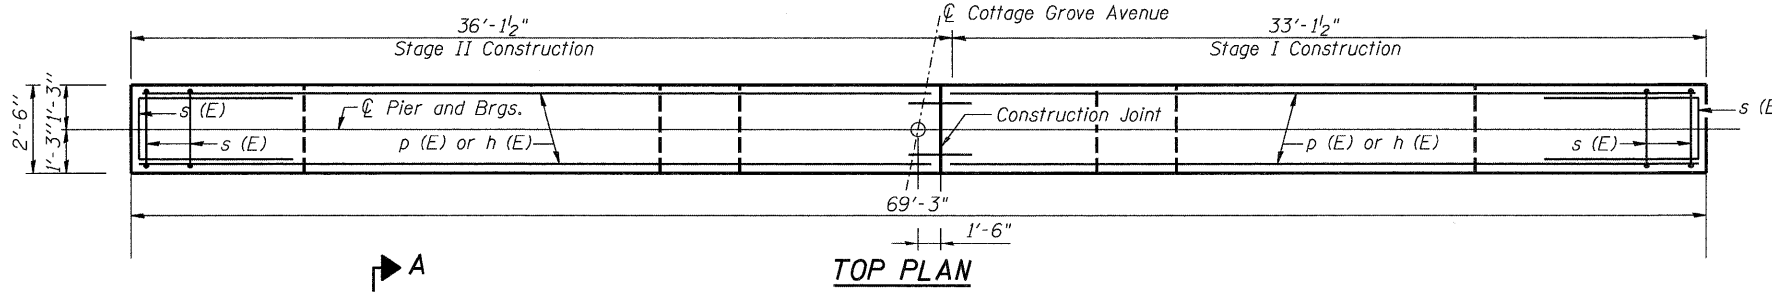 ℄ Cottage Grove Avenue
36'-1½" 33'-1½"
Stage II Construction Stage I Construction
2'-6" 1'-3" 1'-3"
s (E) ℄ Pier and Brgs. Construction Joint s (E
s (E) p (E) or h (E) p (E) or h (E) s (E)
69'-3"
1'-6"
A TOP PLAN